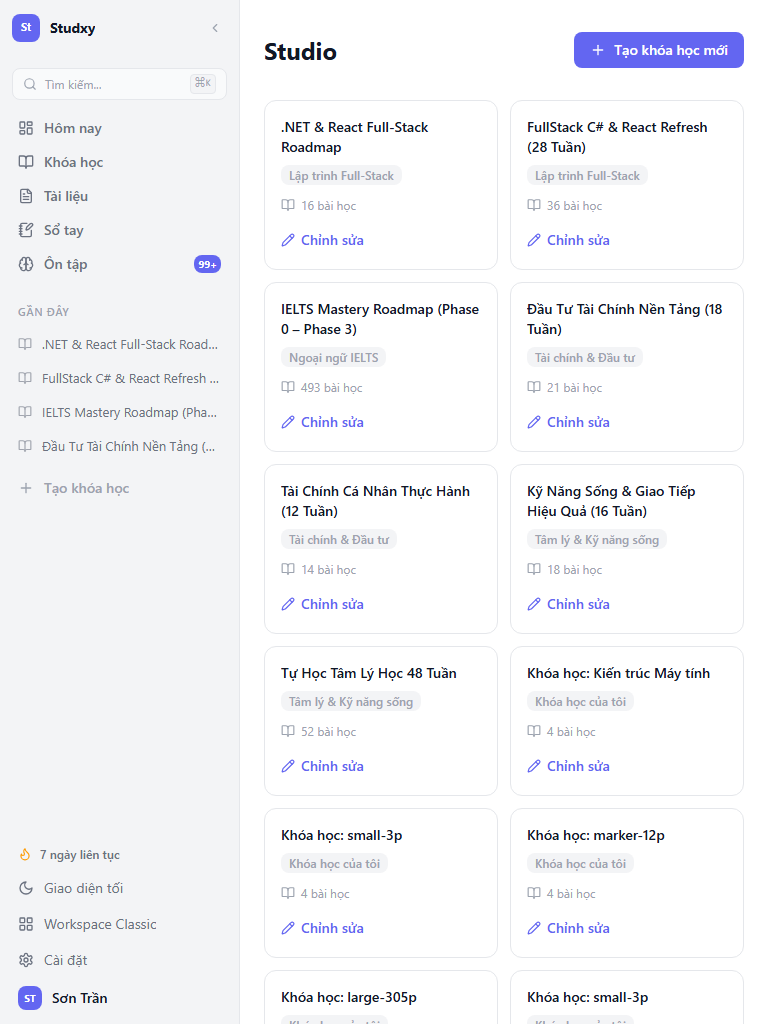 St Studxy
Tìm kiếm... ⌘K
Hôm nay
Khóa học
Tài liệu
Sổ tay
Ôn tập 99+
GẦN ĐÂY
.NET & React Full-Stack Road...
FullStack C# & React Refresh ...
IELTS Mastery Roadmap (Pha...
Đầu Tư Tài Chính Nền Tảng (...
Tạo khóa học
7 ngày liên tục
Giao diện tối
Workspace Classic
Cài đặt
ST Sơn Trần
Studio
Tạo khóa học mới
.NET & React Full-Stack
Roadmap
Lập trình Full-Stack
16 bài học
Chỉnh sửa
FullStack C# & React Refresh
(28 Tuần)
Lập trình Full-Stack
36 bài học
Chỉnh sửa
IELTS Mastery Roadmap (Phase
0 – Phase 3)
Ngoại ngữ IELTS
493 bài học
Chỉnh sửa
Đầu Tư Tài Chính Nền Tảng (18
Tuần)
Tài chính & Đầu tư
21 bài học
Chỉnh sửa
Tài Chính Cá Nhân Thực Hành
(12 Tuần)
Tài chính & Đầu tư
14 bài học
Chỉnh sửa
Kỹ Năng Sống & Giao Tiếp
Hiệu Quả (16 Tuần)
Tâm lý & Kỹ năng sống
18 bài học
Chỉnh sửa
Tự Học Tâm Lý Học 48 Tuần
Tâm lý & Kỹ năng sống
52 bài học
Chỉnh sửa
Khóa học: Kiến trúc Máy tính
Khóa học của tôi
4 bài học
Chỉnh sửa
Khóa học: small-3p
Khóa học của tôi
4 bài học
Chỉnh sửa
Khóa học: marker-12p
Khóa học của tôi
4 bài học
Chỉnh sửa
Khóa học: large-305p
Khóa học: small-3p